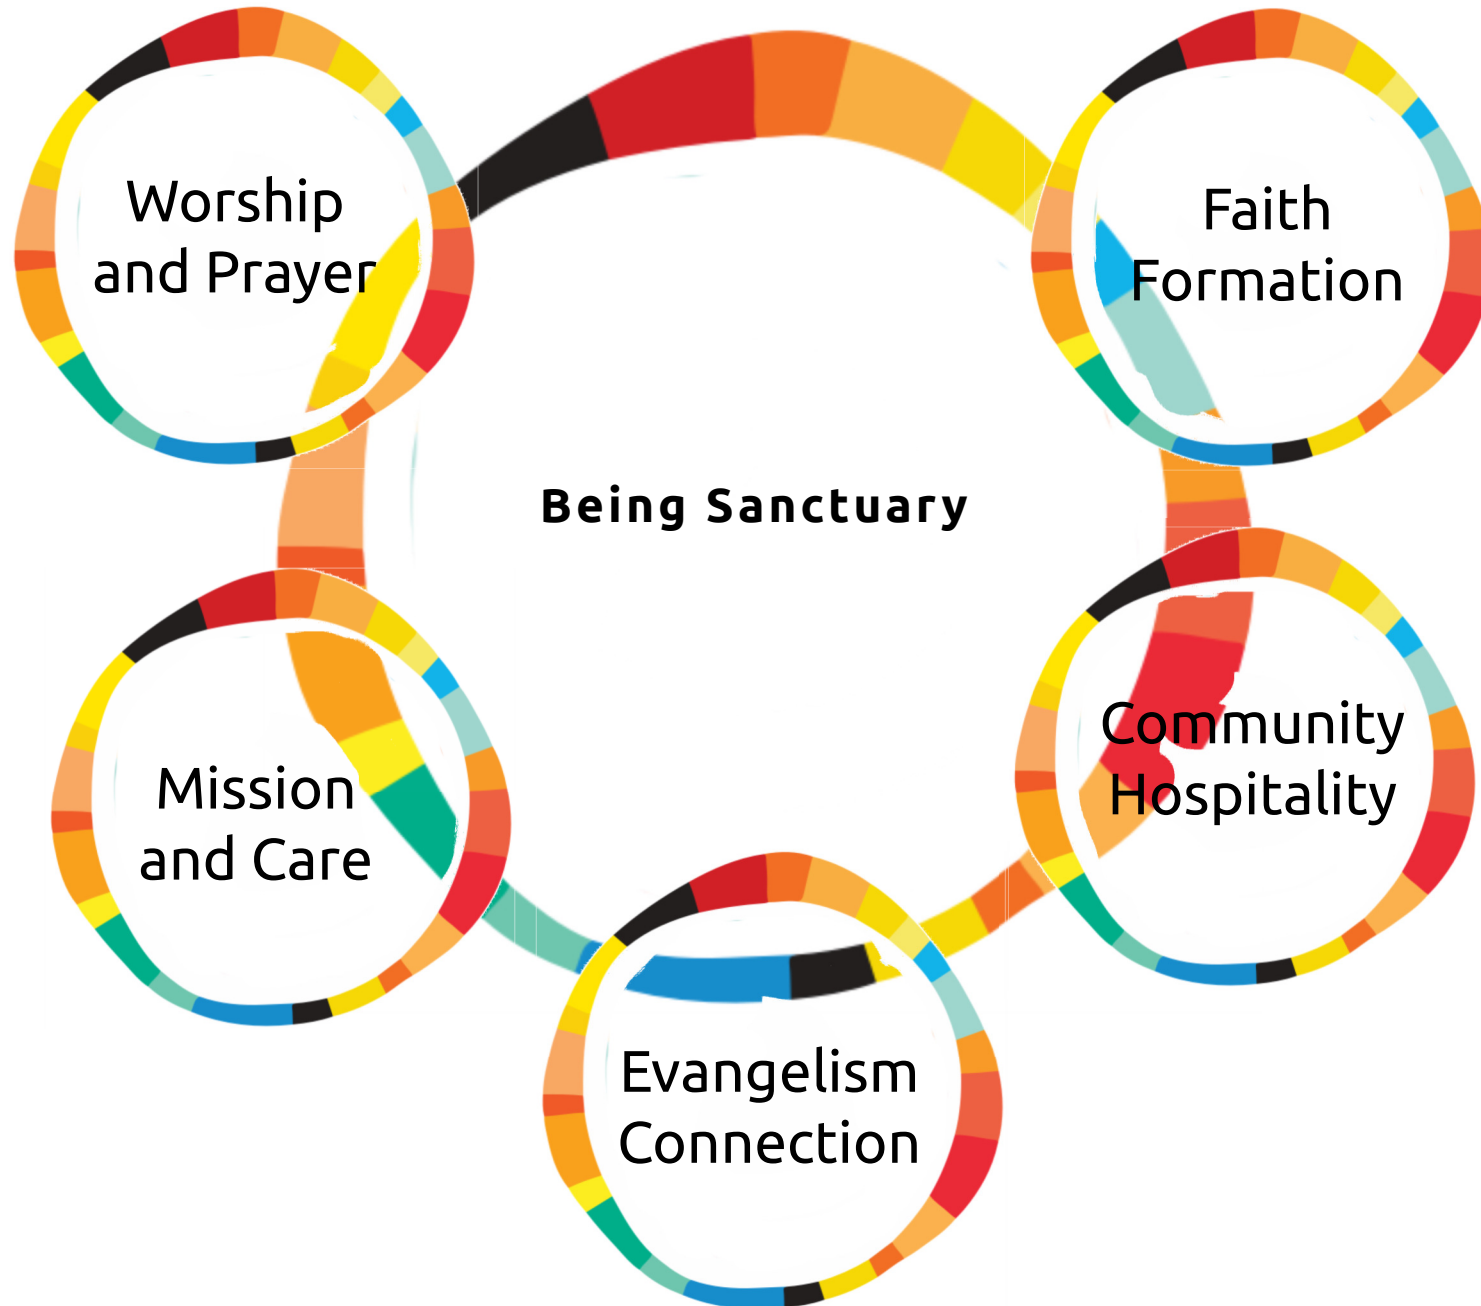 Worship
and Prayer
Faith
Formation
Being Sanctuary
Mission
and Care
Community
Hospitality
Evangelism
Connection